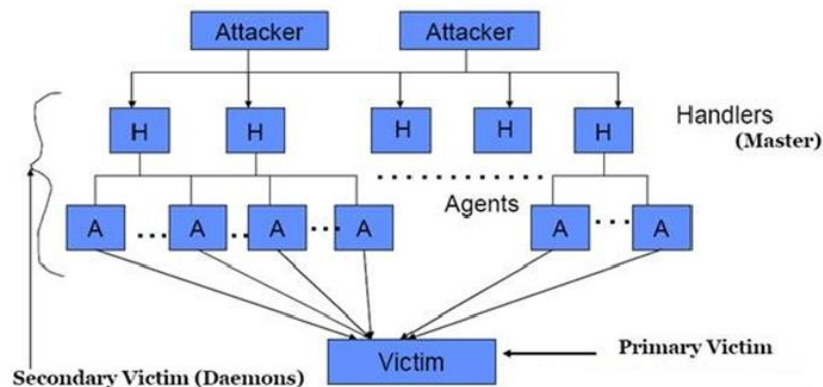 Attacker Attacker
H H H H H
Handlers
(Master)
Agents
A A A A A A
Victim
Primary Victim
Secondary Victim (Daemons)